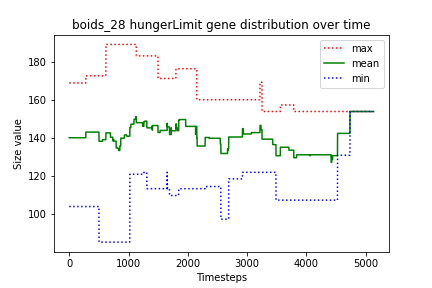 boids_28 hungerLimit gene distribution over time
max
mean
min
Size value
180
160
140
120
100
0
1000
2000
3000
4000
5000
Timesteps